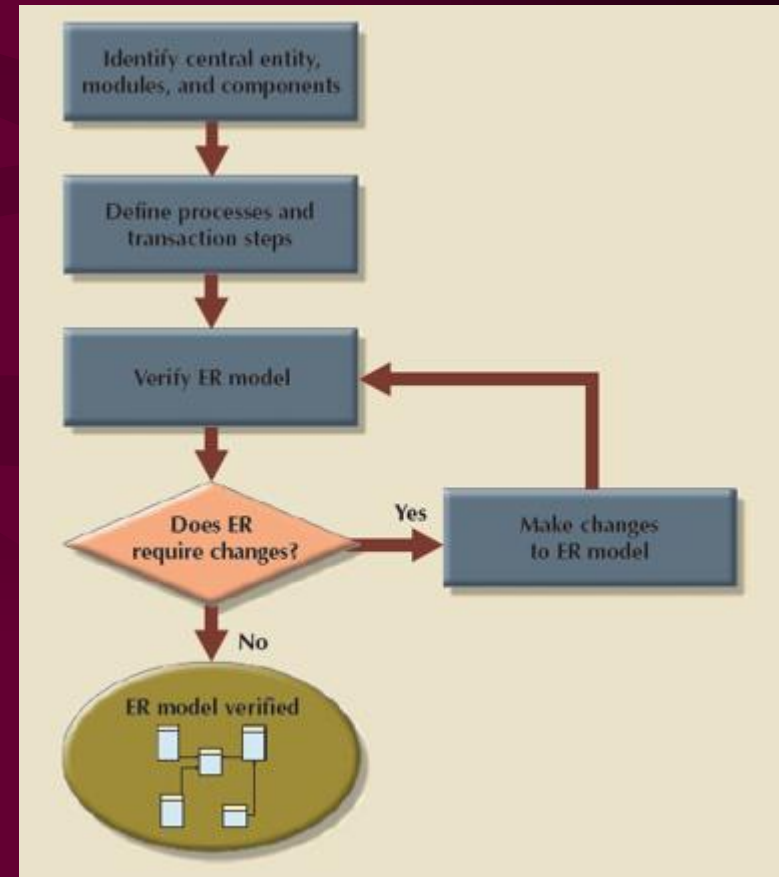 Identify central entity,
modules, and components
Define processes and
transaction steps
Verify ER model
Does ER
require changes?
Yes
Make changes
to ER model
No
ER model verified